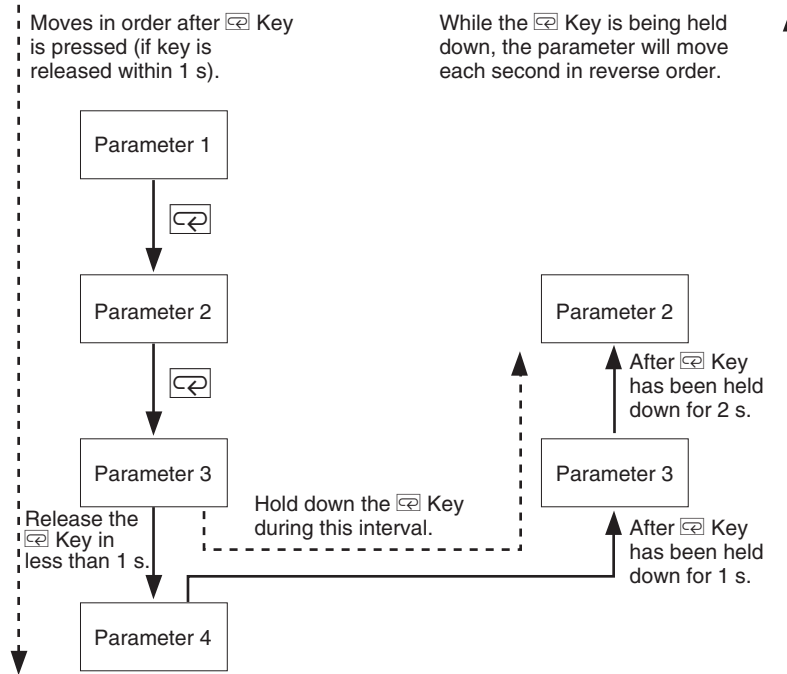 Moves in order after Key
is pressed (if key is
released within 1 s).
While the Key is being held
down, the parameter will move
each second in reverse order.
Parameter 1
Parameter 2
Parameter 3
Release the
Key in
less than 1 s.
Parameter 4
Hold down the Key
during this interval.
Parameter 2
After Key
has been held
down for 2 s.
Parameter 3
After Key
has been held
down for 1 s.